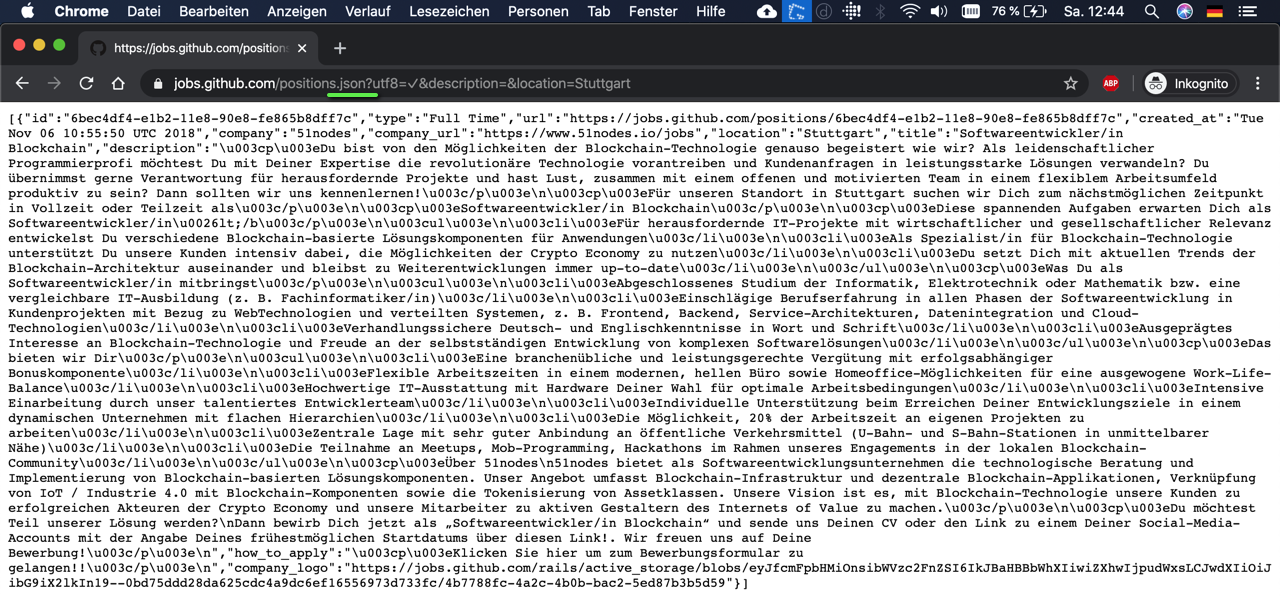 Chrome Datei Bearbeiten Anzeigen Verlauf Lesezeichen Personen Tab Fenster Hilfe 76 % Sa. 12:44
https://jobs.github.com/position
jobs.github.com/positions.json?utf8=✓&description=&location=Stuttgart ABP Inkognito
[{"id":"6bec4df4-e1b2-11e8-90e8-fe865b8dff7c","type":"Full Time","url":"https://jobs.github.com/positions/6bec4df4-e1b2-11e8-90e8-fe865b8dff7c","created_at":"Tue
Nov 06 10:55:50 UTC 2018","company":"51nodes","company_url":"https://www.51nodes.io/jobs","location":"Stuttgart","title":"Softwareentwickler/in
Blockchain","description":"\u003cp\u003eDu bist von den Möglichkeiten der Blockchain-Technologie genauso begeistert wie wir? Als leidenschaftlicher
Programmierprofi möchtest Du mit Deiner Expertise die revolutionäre Technologie vorantreiben und Kundenanfragen in leistungsstarke Lösungen verwandeln? Du
übernimmst gerne Verantwortung für herausfordernde Projekte und hast Lust, zusammen mit einem offenen und motivierten Team in einem flexiblem Arbeitsumfeld
produktiv zu sein? Dann sollten wir uns kennenlernen!\u003c/p\u003e\n\u003cp\u003eFür unseren Standort in Stuttgart suchen wir Dich zum nächstmöglichen Zeitpunkt
in Vollzeit oder Teilzeit als\u003c/p\u003e\n\u003cp\u003eSoftwareentwickler/in Blockchain\u003c/p\u003e\n\u003cp\u003eDiese spannenden Aufgaben erwarten Dich als
Softwareentwickler/in\u0026lt;/b\u003c/p\u003e\n\u003cul\u003e\n\u003cli\u003eFür herausfordernde IT-Projekte mit wirtschaftlicher und gesellschaftlicher Relevanz
entwickelst Du verschiedene Blockchain-basierte Lösungskomponenten für Anwendungen\u003c/li\u003e\n\u003cli\u003eAls Spezialist/in für Blockchain-Technologie
unterstützt Du unsere Kunden intensiv dabei, die Möglichkeiten der Crypto Economy zu nutzen\u003c/li\u003e\n\u003cli\u003eDu setzt Dich mit aktuellen Trends der
Blockchain-Architektur auseinander und bleibst zu Weiterentwicklungen immer up-to-date\u003c/li\u003e\n\u003c/ul\u003e\n\u003cp\u003eWas Du als
Softwareentwickler/in mitbringst\u003c/p\u003e\n\u003cul\u003e\n\u003cli\u003eAbgeschlossenes Studium der Informatik, Elektrotechnik oder Mathematik bzw. eine
vergleichbare IT-Ausbildung (z. B. Fachinformatiker/in)\u003c/li\u003e\n\u003cli\u003eEinschlägige Berufserfahrung in allen Phasen der Softwareentwicklung in
Kundenprojekten mit Bezug zu WebTechnologien und verteilten Systemen, z. B. Frontend, Backend, Service-Architekturen, Datenintegration und Cloud-
Technologien\u003c/li\u003e\n\u003cli\u003eVerhandlungssichere Deutsch- und Englischkenntnisse in Wort und Schrift\u003c/li\u003e\n\u003cli\u003eAusgeprägtes
Interesse an Blockchain-Technologie und Freude an der selbstständigen Entwicklung von komplexen Softwarelösungen\u003c/li\u003e\n\u003c/ul\u003e\n\u003cp\u003eDas
bieten wir Dir\u003c/p\u003e\n\u003cul\u003e\n\u003cli\u003eEine branchenübliche und leistungsgerechte Vergütung mit erfolgsabhängiger
Bonuskomponente\u003c/li\u003e\n\u003cli\u003eFlexible Arbeitszeiten in einem modernen, hellen Büro sowie Homeoffice-Möglichkeiten für eine ausgewogene Work-Life-
Balance\u003c/li\u003e\n\u003cli\u003eHochwertige IT-Ausstattung mit Hardware Deiner Wahl für optimale Arbeitsbedingungen\u003c/li\u003e\n\u003cli\u003eIntensive
Einarbeitung durch unser talentiertes Entwicklerteam\u003c/li\u003e\n\u003cli\u003eIndividuelle Unterstützung beim Erreichen Deiner Entwicklungsziele in einem
dynamischen Unternehmen mit flachen Hierarchien\u003c/li\u003e\n\u003cli\u003eDie Möglichkeit, 20% der Arbeitszeit an eigenen Projekten zu
arbeiten\u003c/li\u003e\n\u003cli\u003eZentrale Lage mit sehr guter Anbindung an öffentliche Verkehrsmittel (U-Bahn- und S-Bahn-Stationen in unmittelbarer
Nähe)\u003c/li\u003e\n\u003cli\u003eDie Teilnahme an Meetups, Mob-Programming, Hackathons im Rahmen unseres Engagements in der lokalen Blockchain-
Community\u003c/li\u003e\n\u003c/ul\u003e\n\u003cp\u003eÜber 51nodes\n51nodes bietet als Softwareentwicklungsunternehmen die technologische Beratung und
Implementierung von Blockchain-basierten Lösungskomponenten. Unser Angebot umfasst Blockchain-Infrastruktur und dezentrale Blockchain-Applikationen, Verknüpfung
von IoT / Industrie 4.0 mit Blockchain-Komponenten sowie die Tokenisierung von Assetklassen. Unsere Vision ist es, mit Blockchain-Technologie unsere Kunden zu
erfolgreichen Akteuren der Crypto Economy und unsere Mitarbeiter zu aktiven Gestaltern des Internets of Value zu machen.\u003c/p\u003e\n\u003cp\u003eDu möchtest
Teil unserer Lösung werden?\nDann bewirb Dich jetzt als „Softwareentwickler/in Blockchain“ und sende uns Deinen CV oder den Link zu einem Deiner Social-Media-
Accounts mit der Angabe Deines frühestmöglichen Startdatums über diesen Link!. Wir freuen uns auf Deine
Bewerbung!\u003c/p\u003e\n","how_to_apply":"\u003cp\u003eKlicken Sie hier um zum Bewerbungsformular zu
gelangen!!\u003c/p\u003e\n","company_logo":"https://jobs.github.com/rails/active_storage/blobs/eyJfcmFpbHMiOnsibWVzc2FnZSI6IkJBaHBBbWhXIiwiZXhwIjpudWxsLCJwdXIiOiJ
ibG9iX2lkIn19--0bd75ddd28da625cdc4a9dc6ef16556973d733fc/4b7788fc-4a2c-4b0b-bac2-5ed87b3b5d59"}]